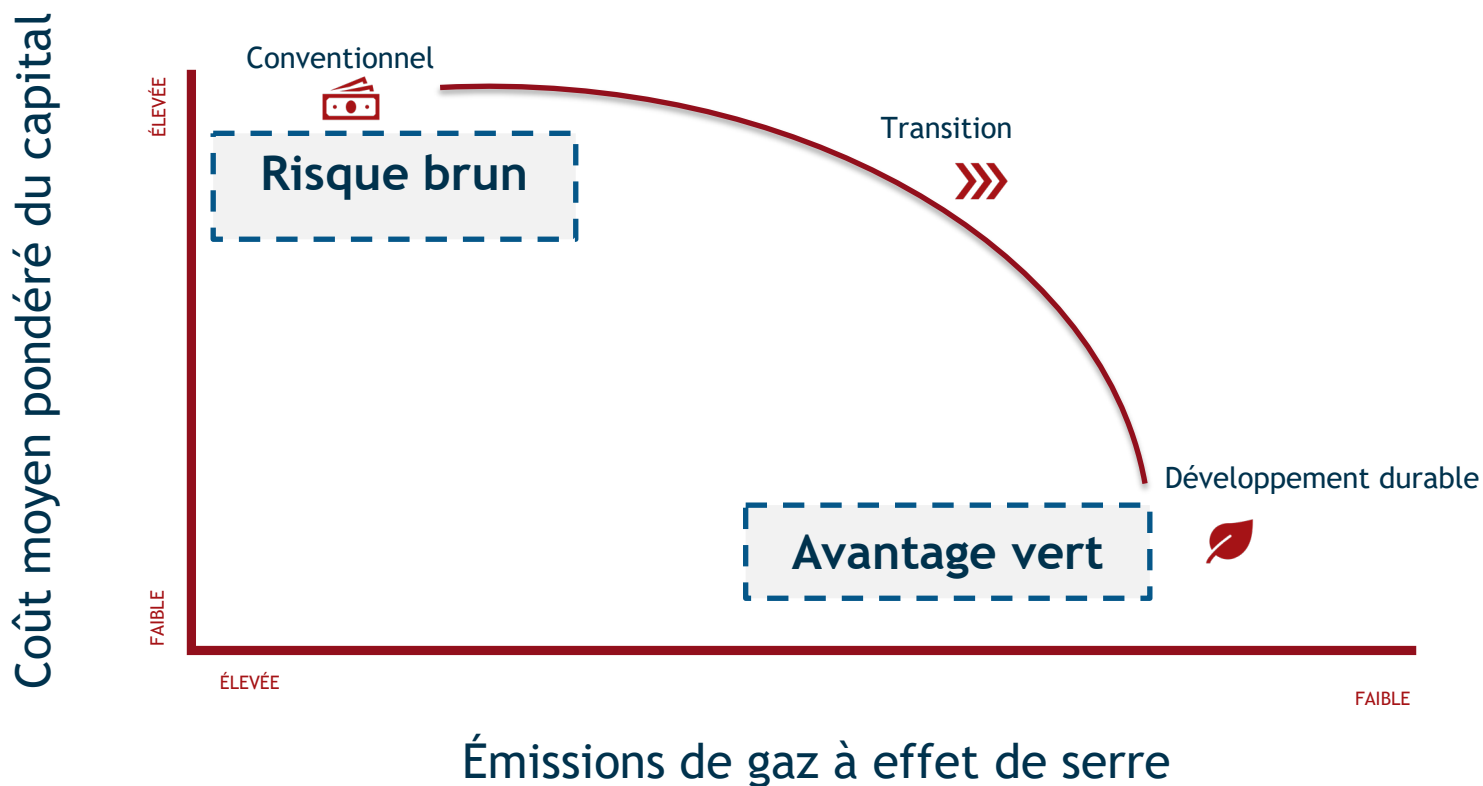 Coût moyen pondéré du capital
ÉLEVÉE
FAIBLE
Conventionnel
Risque brun
Transition
Développement durable
Avantage vert
ÉLEVÉE
FAIBLE
Émissions de gaz à effet de serre